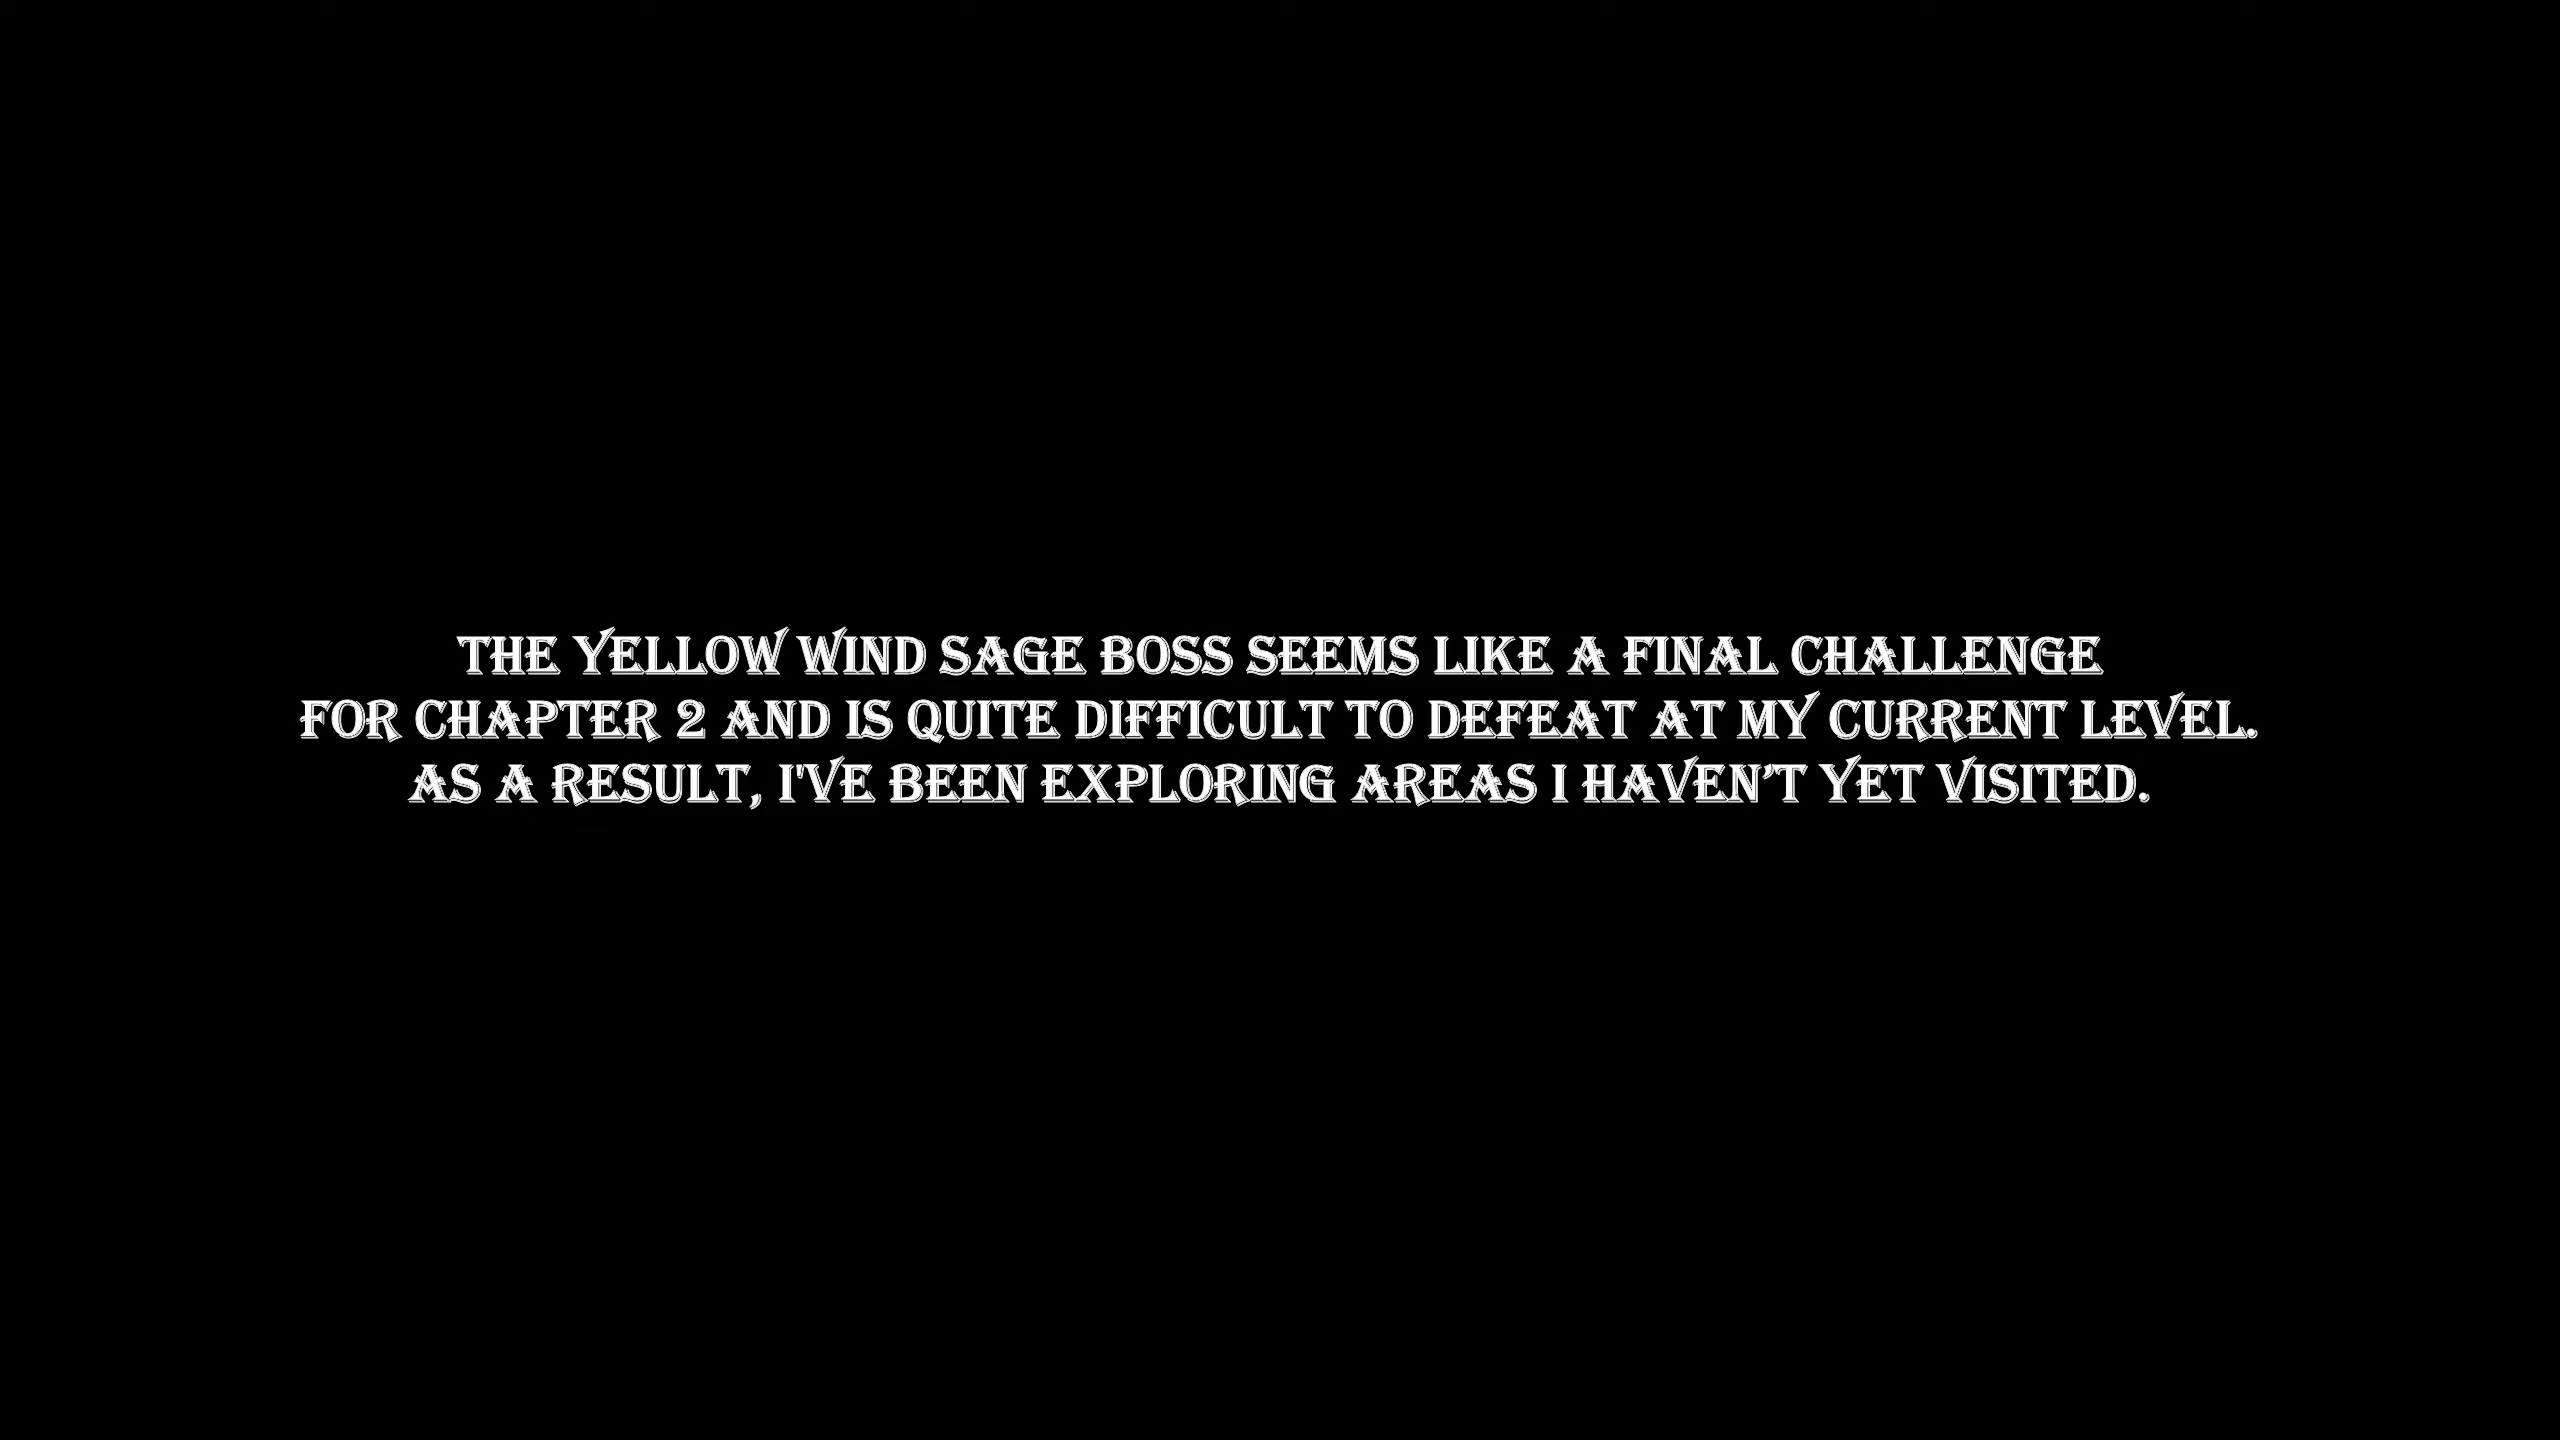 THE YELLOW WIND SAGE BOSS SEEMS LIKE A FINAL CHALLENGE
FOR CHAPTER 2 AND IS QUITE DIFFICULT TO DEFEAT AT MY CURRENT LEVEL.
AS A RESULT, I'VE BEEN EXPLORING AREAS I HAVEN’T YET VISITED.